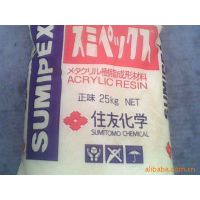 SUMIPEX
スミペックス
メタクリル樹脂成形材料
ACRYLIC RESIN
正味 25kg NET
住友化学
SUMITOMO CHEMICAL
alibaba.com.cn